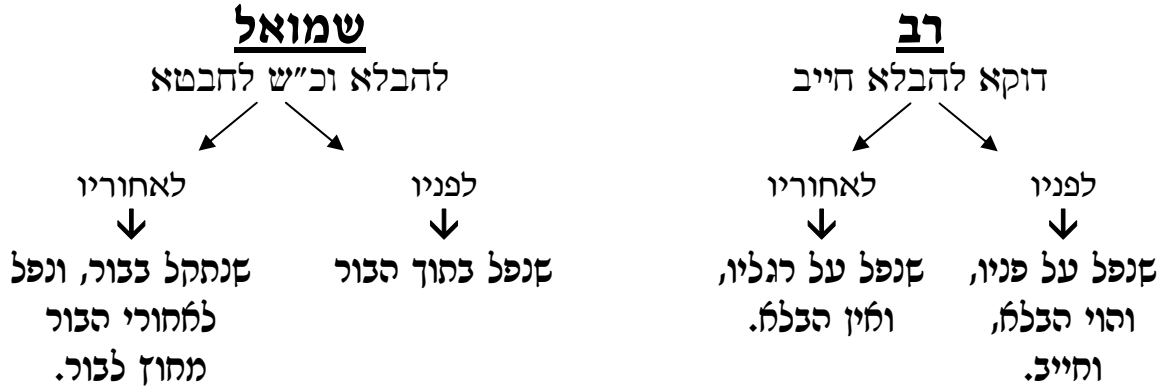 רב
דוקא להבלא חייב
לפניו
שנפל על פניו,
והוי הבלא,
וחייב.
לאחוריו
שנפל על רגליו,
ואין הבלא.
שמואל
להבלא וכ"ש לחבטא
לפניו
שנפל בתוך הבור
לאחוריו
שנתקל בבור, ונפל
לאחורי הבור
מחוץ לבור.